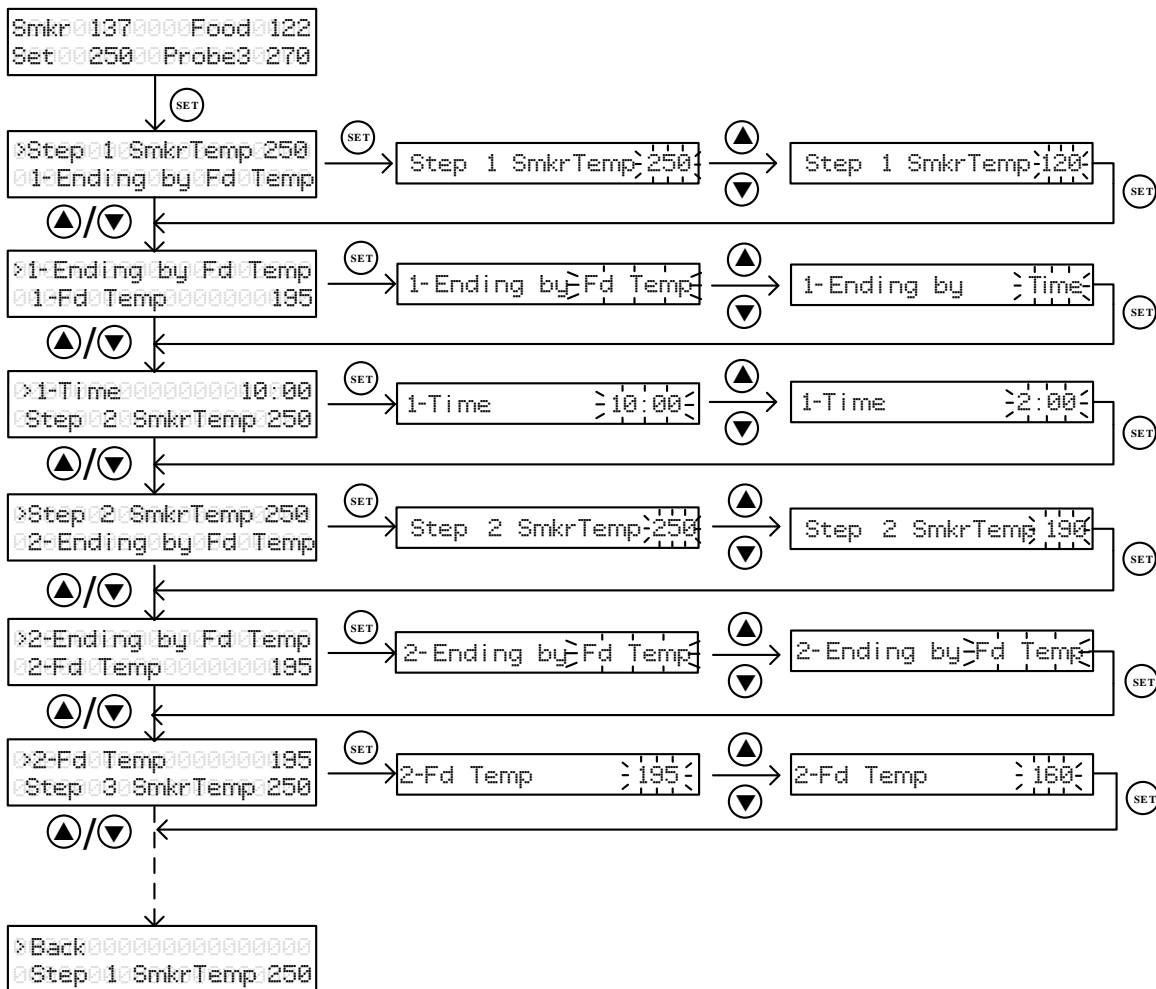 Smkr 137 Food 122
Set 250 Probe3 270
SET
>Step 1 SmkrTemp 250
1-Ending by Fd Temp
SET
Step 1 SmkrTemp 250
Step 1 SmkrTemp 120
SET
/
>1-Ending by Fd Temp
1-Fd Temp 195
SET
1-Ending by Fd Temp
1-Ending by Time
SET
/
>1-Time 10:00
Step 2 SmkrTemp 250
SET
1-Time 10:00
1-Time 2:00
SET
/
>Step 2 SmkrTemp 250
2-Ending by Fd Temp
SET
Step 2 SmkrTemp 250
Step 2 SmkrTemp 190
SET
/
>2-Ending by Fd Temp
2-Fd Temp 195
SET
2-Ending by Fd Temp
2-Ending by Fd Temp
SET
/
>2-Fd Temp 195
Step 3 SmkrTemp 250
SET
2-Fd Temp 195
2-Fd Temp 160
SET
/
>Back
Step 1 SmkrTemp 250